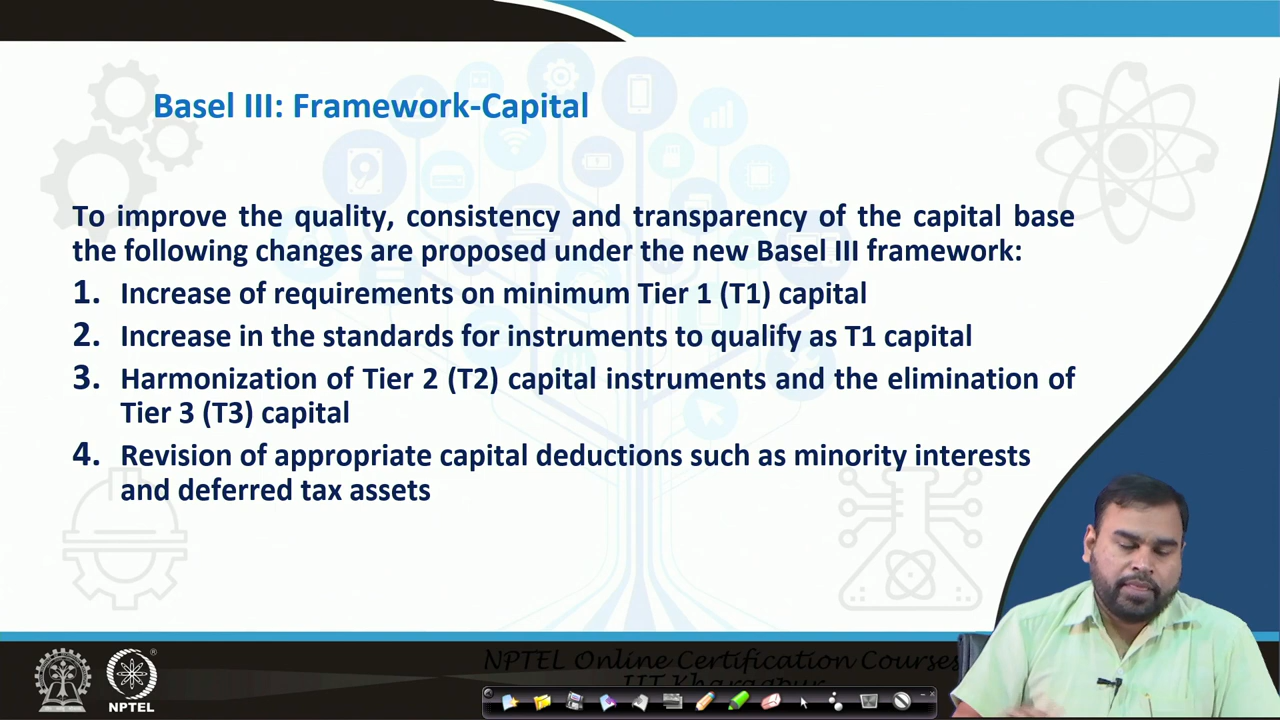 Basel III: Framework-Capital
To improve the quality, consistency and transparency of the capital base
the following changes are proposed under the new Basel III framework:
1. Increase of requirements on minimum Tier 1 (T1) capital
2. Increase in the standards for instruments to qualify as T1 capital
3. Harmonization of Tier 2 (T2) capital instruments and the elimination of
Tier 3 (T3) capital
4. Revision of appropriate capital deductions such as minority interests
and deferred tax assets
NPTEL Online Certification Courses
IIT Kharagpur
NPTEL